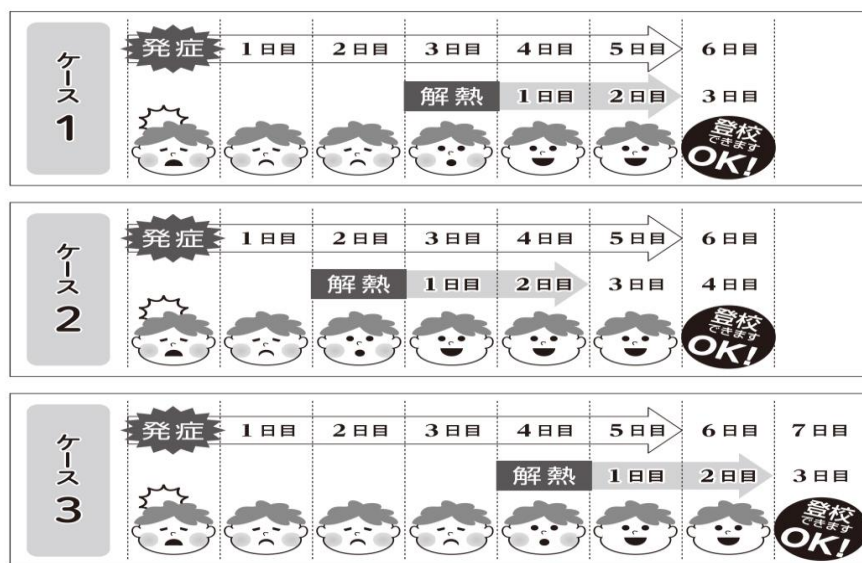 ケース1
発症 1日目 2日目 3日目 4日目 5日目 6日目
解熱 1日目 2日目 3日目
登校
できます
OK!
ケース2
発症 1日目 2日目 3日目 4日目 5日目 6日目
解熱 1日目 2日目 3日目 4日目
登校
できます
OK!
ケース3
発症 1日目 2日目 3日目 4日目 5日目 6日目 7日目
解熱 1日目 2日目 3日目
登校
できます
OK!